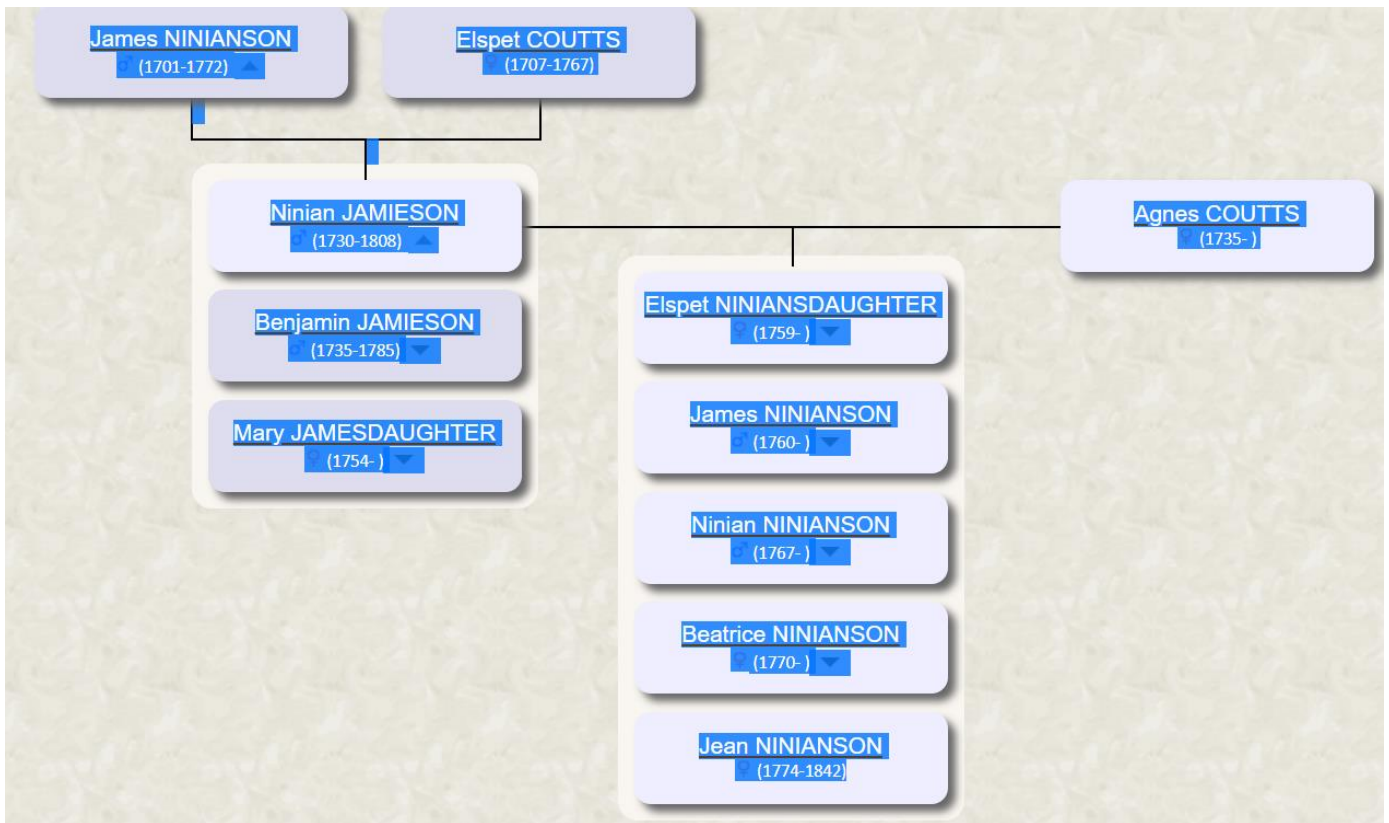 James NINIANSON
♂ (1701-1772) ▲
Elspet COUTTS
♀ (1707-1767)
Ninian JAMIESON
♂ (1730-1808) ▲
Benjamin JAMIESON
♂ (1735-1785) ▼
Mary JAMESDAUGHTER
♀ (1754- ) ▼
Agnes COUTTS
♀ (1735- )
Elspet NINIANSDAUGHTER
♀ (1759- ) ▼
James NINIANSON
♂ (1760- ) ▼
Ninian NINIANSON
♂ (1767- ) ▼
Beatrice NINIANSON
♀ (1770- ) ▼
Jean NINIANSON
♀ (1774-1842)